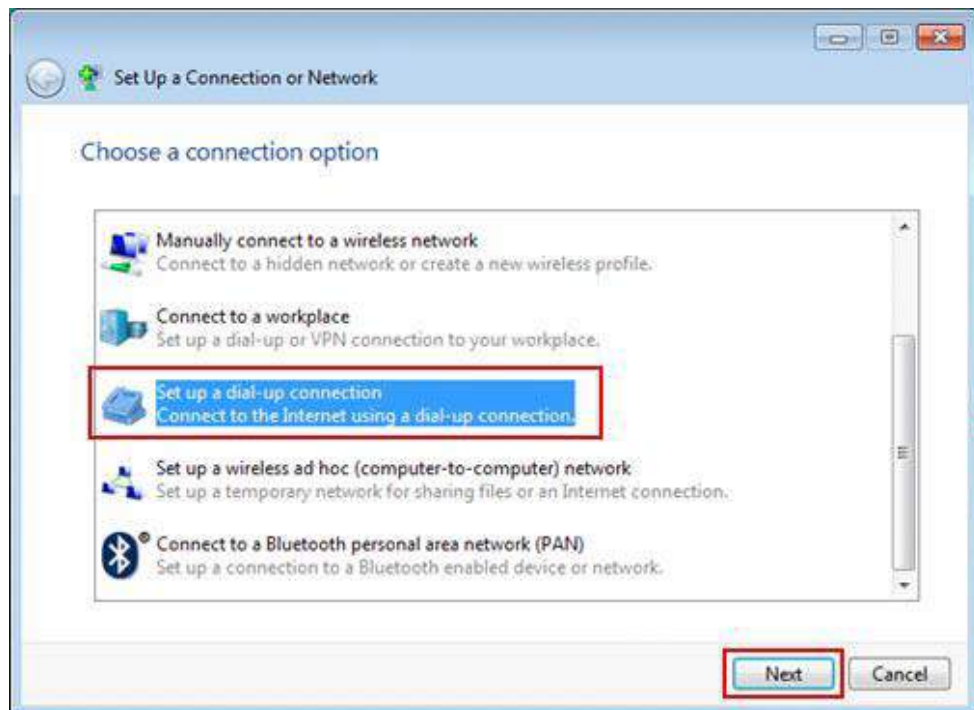 Set Up a Connection or Network
Choose a connection option
Manually connect to a wireless network
Connect to a hidden network or create a new wireless profile.
Connect to a workplace
Set up a dial-up or VPN connection to your workplace.
Set up a dial-up connection
Connect to the Internet using a dial-up connection.
Set up a wireless ad hoc (computer-to-computer) network
Set up a temporary network for sharing files or an Internet connection.
Connect to a Bluetooth personal area network (PAN)
Set up a connection to a Bluetooth enabled device or network.
Next Cancel